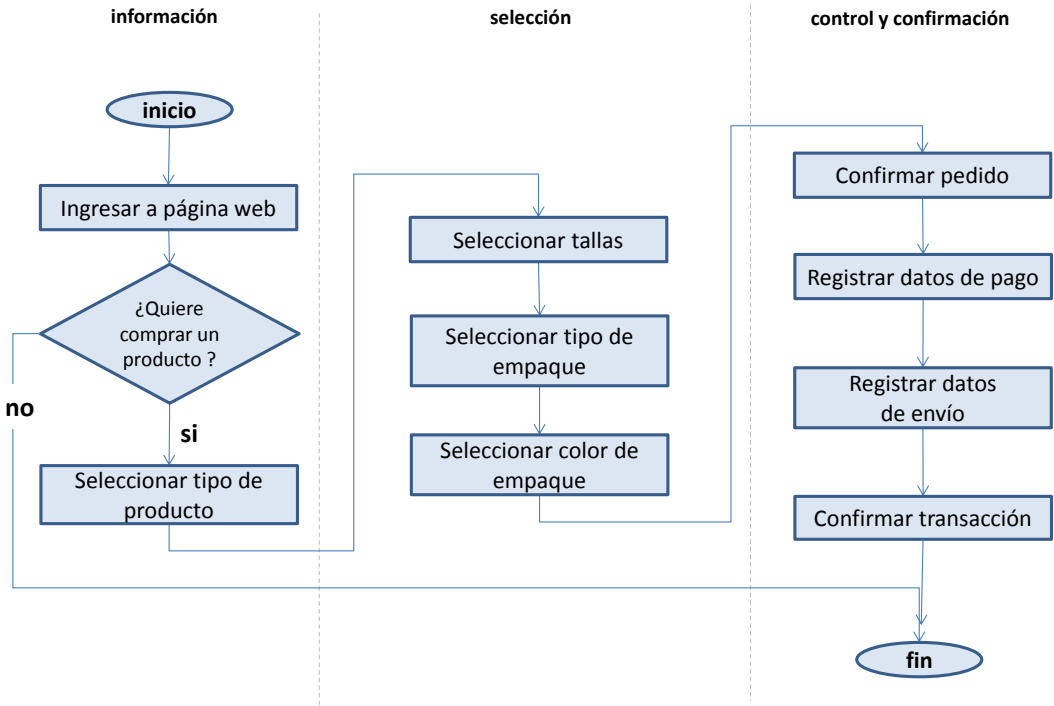 información
selección
control y confirmación
inicio
Ingresar a página web
¿Quiere
comprar un
producto ?
no
si
Seleccionar tipo de
producto
Seleccionar tallas
Seleccionar tipo de
empaque
Seleccionar color de
empaque
Confirmar pedido
Registrar datos de pago
Registrar datos
de envío
Confirmar transacción
fin